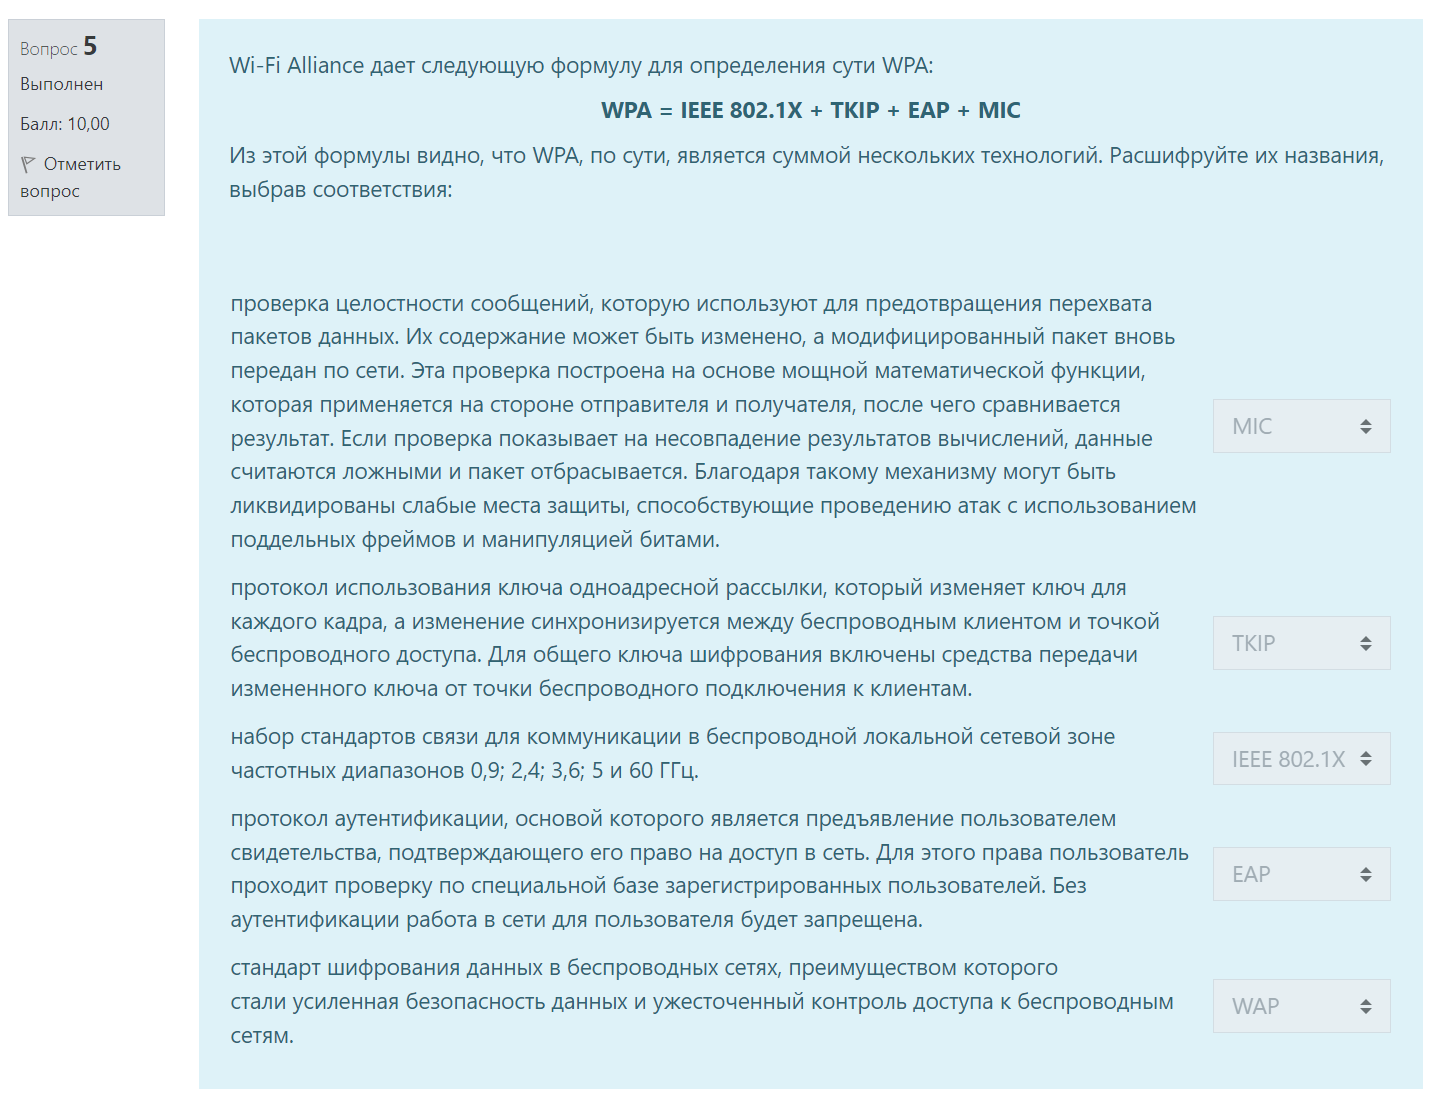 Вопрос 5
Выполнен
Балл: 10,00
Отметить
вопрос
Wi-Fi Alliance дает следующую формулу для определения сути WPA:
WPA = IEEE 802.1X + TKIP + EAP + MIC
Из этой формулы видно, что WPA, по сути, является суммой нескольких технологий. Расшифруйте их названия,
выбрав соответствия:
проверка целостности сообщений, которую используют для предотвращения перехвата
пакетов данных. Их содержание может быть изменено, а модифицированный пакет вновь
передан по сети. Эта проверка построена на основе мощной математической функции,
которая применяется на стороне отправителя и получателя, после чего сравнивается
результат. Если проверка показывает на несовпадение результатов вычислений, данные
считаются ложными и пакет отбрасывается. Благодаря такому механизму могут быть
ликвидированы слабые места защиты, способствующие проведению атак с использованием
поддельных фреймов и манипуляцией битами.
MIC
протокол использования ключа одноадресной рассылки, который изменяет ключ для
каждого кадра, а изменение синхронизируется между беспроводным клиентом и точкой
беспроводного доступа. Для общего ключа шифрования включены средства передачи
измененного ключа от точки беспроводного подключения к клиентам.
TKIP
набор стандартов связи для коммуникации в беспроводной локальной сетевой зоне
частотных диапазонов 0,9; 2,4; 3,6; 5 и 60 ГГц.
IEEE 802.1X
протокол аутентификации, основой которого является предъявление пользователем
свидетельства, подтверждающего его право на доступ в сеть. Для этого права пользователь
проходит проверку по специальной базе зарегистрированных пользователей. Без
аутентификации работа в сети для пользователя будет запрещена.
EAP
стандарт шифрования данных в беспроводных сетях, преимуществом которого
стали усиленная безопасность данных и ужесточенный контроль доступа к беспроводным
сетям.
WAP